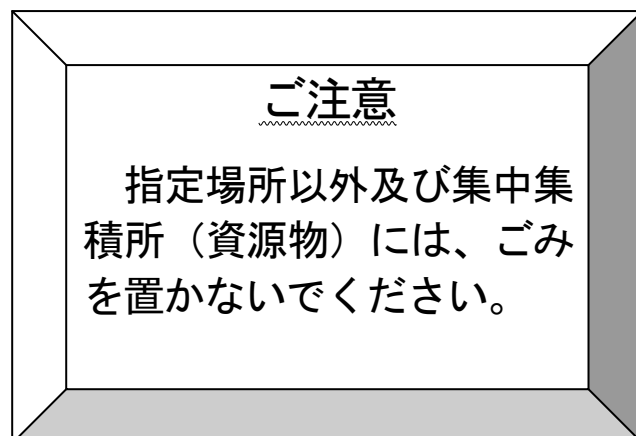 ご注意
　指定場所以外及び集中集
積所（資源物）には、ごみ
を置かないでください。